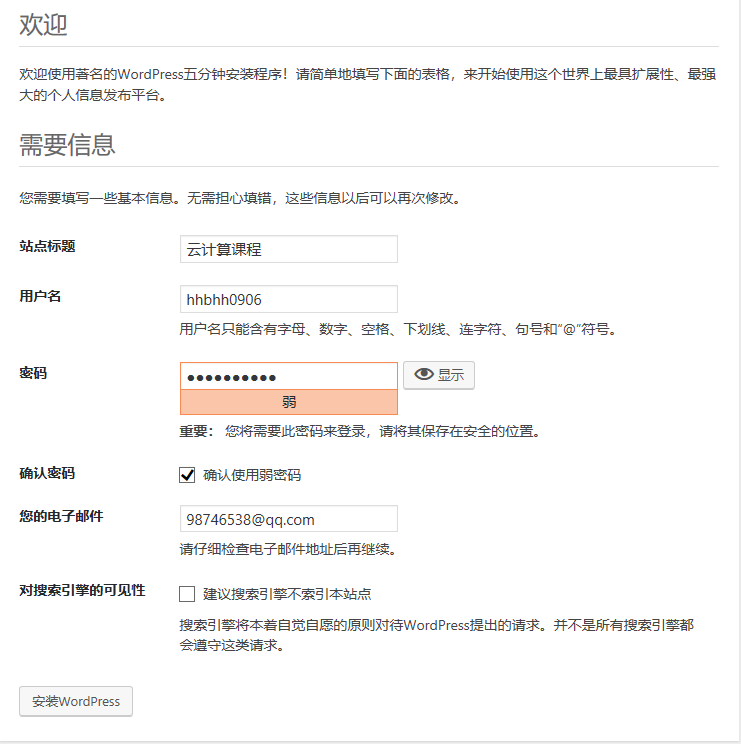 欢迎
欢迎使用著名的WordPress五分钟安装程序！请简单地填写下面的表格，来开始使用这个世界上最具扩展性、最强
大的个人信息发布平台。
需要信息
您需要填写一些基本信息。无需担心填错，这些信息以后可以再次修改。
站点标题 云计算课程
用户名 hhbhh0906
用户名只能含有字母、数字、空格、下划线、连字符、句号和“@”符号。
密码 ●●●●●●●●●● 显示
弱
重要： 您将需要此密码来登录，请将其保存在安全的位置。
确认密码 确认使用弱密码
您的电子邮件 98746538@qq.com
请仔细检查电子邮件地址后再继续。
对搜索引擎的可见性 建议搜索引擎不索引本站点
搜索引擎将本着自觉自愿的原则对待WordPress提出的请求。并不是所有搜索引擎都
会遵守这类请求。
安装WordPress